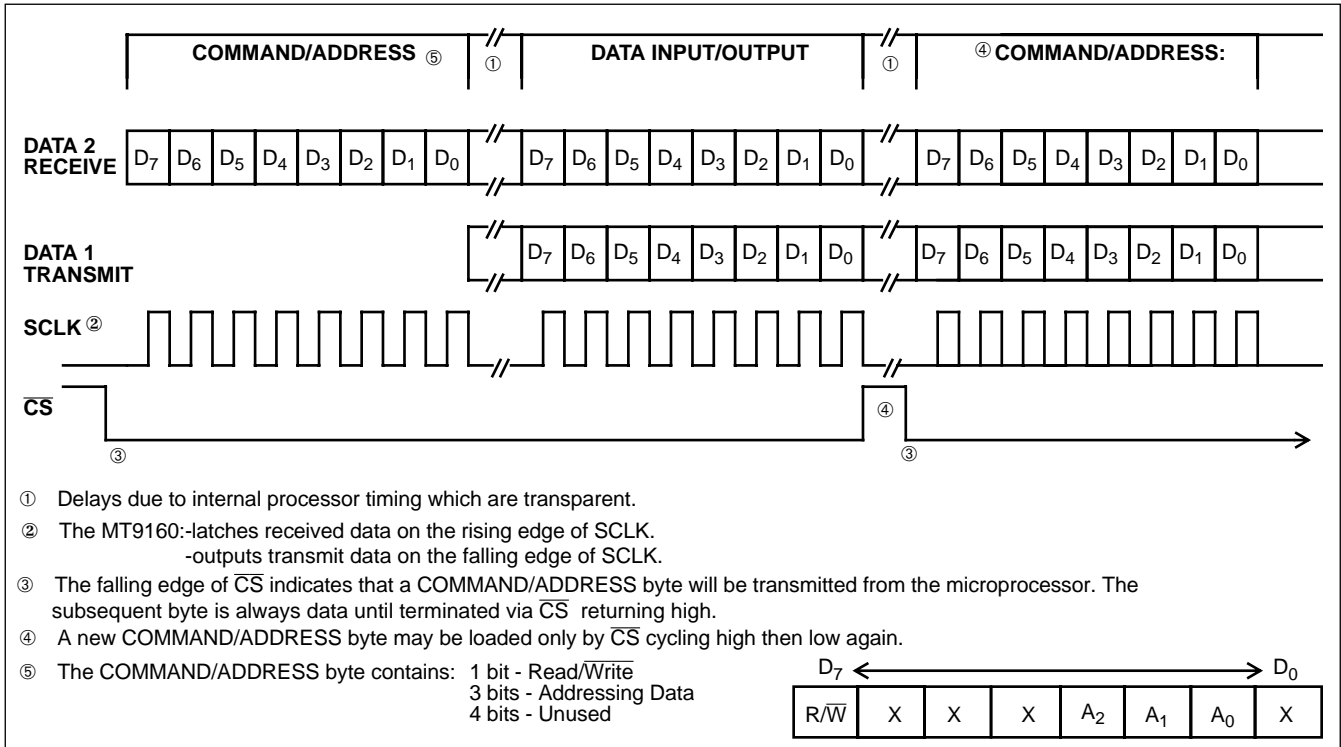 COMMAND/ADDRESS ⑤ ① DATA INPUT/OUTPUT ① ④ COMMAND/ADDRESS:
DATA 2
RECEIVE
D₇ D₆ D₅ D₄ D₃ D₂ D₁ D₀ D₇ D₆ D₅ D₄ D₃ D₂ D₁ D₀ D₇ D₆ D₅ D₄ D₃ D₂ D₁ D₀
DATA 1
TRANSMIT
D₇ D₆ D₅ D₄ D₃ D₂ D₁ D₀ D₇ D₆ D₅ D₄ D₃ D₂ D₁ D₀
SCLK ②
C̅S̅ ④
③ ③
① Delays due to internal processor timing which are transparent.
② The MT9160:-latches received data on the rising edge of SCLK.
-outputs transmit data on the falling edge of SCLK.
③ The falling edge of C̅S̅ indicates that a COMMAND/ADDRESS byte will be transmitted from the microprocessor. The
subsequent byte is always data until terminated via C̅S̅ returning high.
④ A new COMMAND/ADDRESS byte may be loaded only by C̅S̅ cycling high then low again.
⑤ The COMMAND/ADDRESS byte contains: 1 bit - Read/W̅r̅i̅t̅e̅
3 bits - Addressing Data
4 bits - Unused
D₇ D₀
R/W̅ X X X A₂ A₁ A₀ X